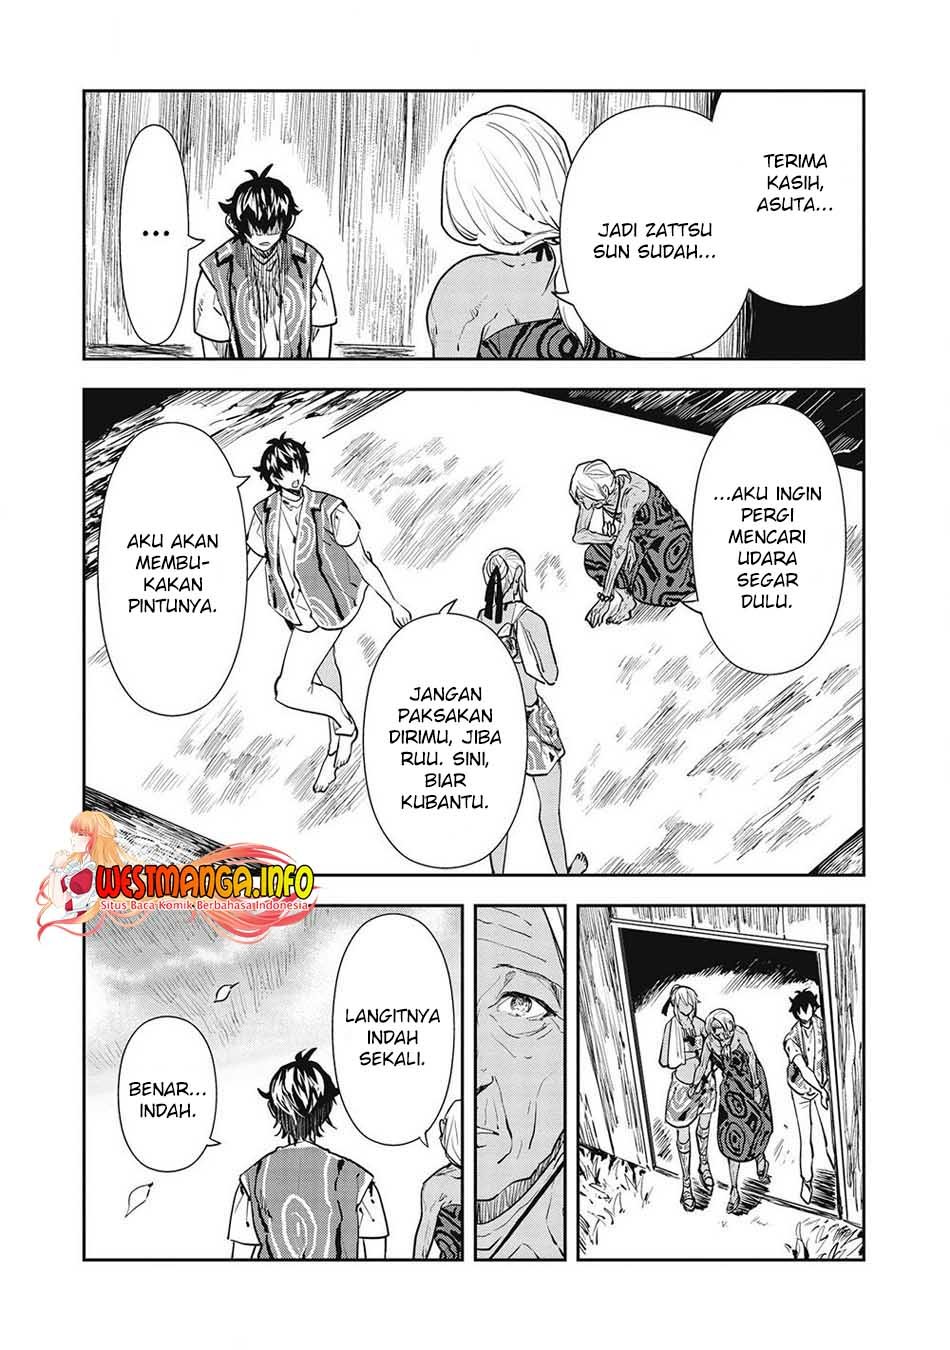 TERIMA
KASIH,
ASUTA...
JADI ZATTSU
SUN SUDAH...
...
...AKU INGIN
PERGI
MENCARI
UDARA
SEGAR
DULU.
AKU AKAN
MEMBU-
KAKAN
PINTUNYA.
JANGAN
PAKSAKAN
DIRIMU, JIBA
RUU. SINI,
BIAR
KUBANTU.
WESTMANGA.INFO
Situs Baca Komik Berbahasa Indonesia
LANGITNYA
INDAH
SEKALI.
BENAR...
INDAH.